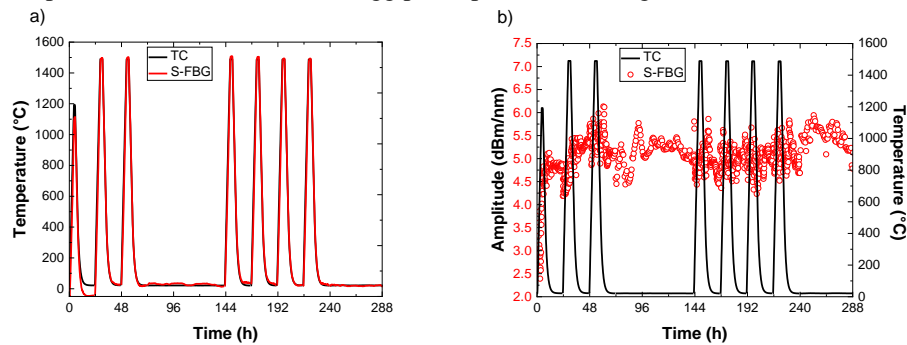 a)
TC
S-FBG
1600
1400
1200
1000
800
600
400
200
0
Temperature (°C)
0 48 96 144 192 240 288
Time (h)
b)
TC
S-FBG
7.5
7.0
6.5
6.0
5.5
5.0
4.5
4.0
3.5
3.0
2.5
2.0
Amplitude (dBm/nm)
1600
1400
1200
1000
800
600
400
200
0
Temperature (°C)
0 48 96 144 192 240 288
Time (h)